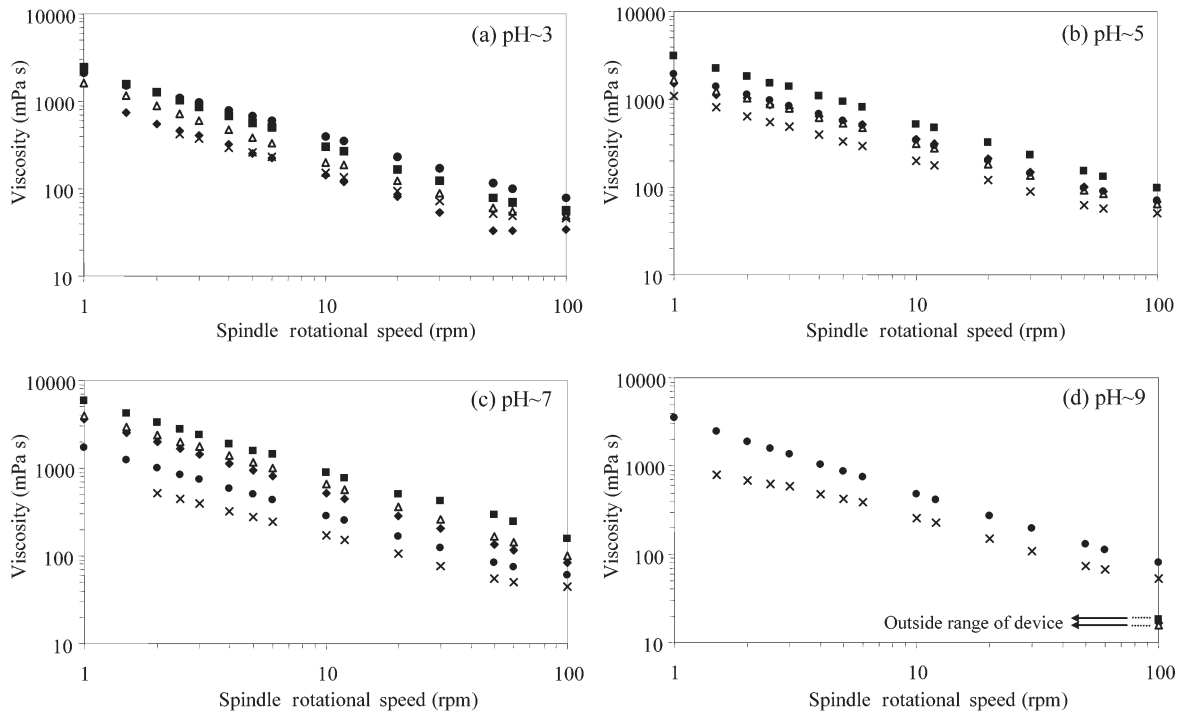 (a) pH~3
10000
1000
100
10
Viscosity (mPa s)
1 10 100
Spindle rotational speed (rpm)
(b) pH~5
10000
1000
100
10
Viscosity (mPa s)
1 10 100
Spindle rotational speed (rpm)
(c) pH~7
10000
1000
100
10
Viscosity (mPa s)
1 10 100
Spindle rotational speed (rpm)
(d) pH~9
10000
1000
100
10
Viscosity (mPa s)
Outside range of device
1 10 100
Spindle rotational speed (rpm)